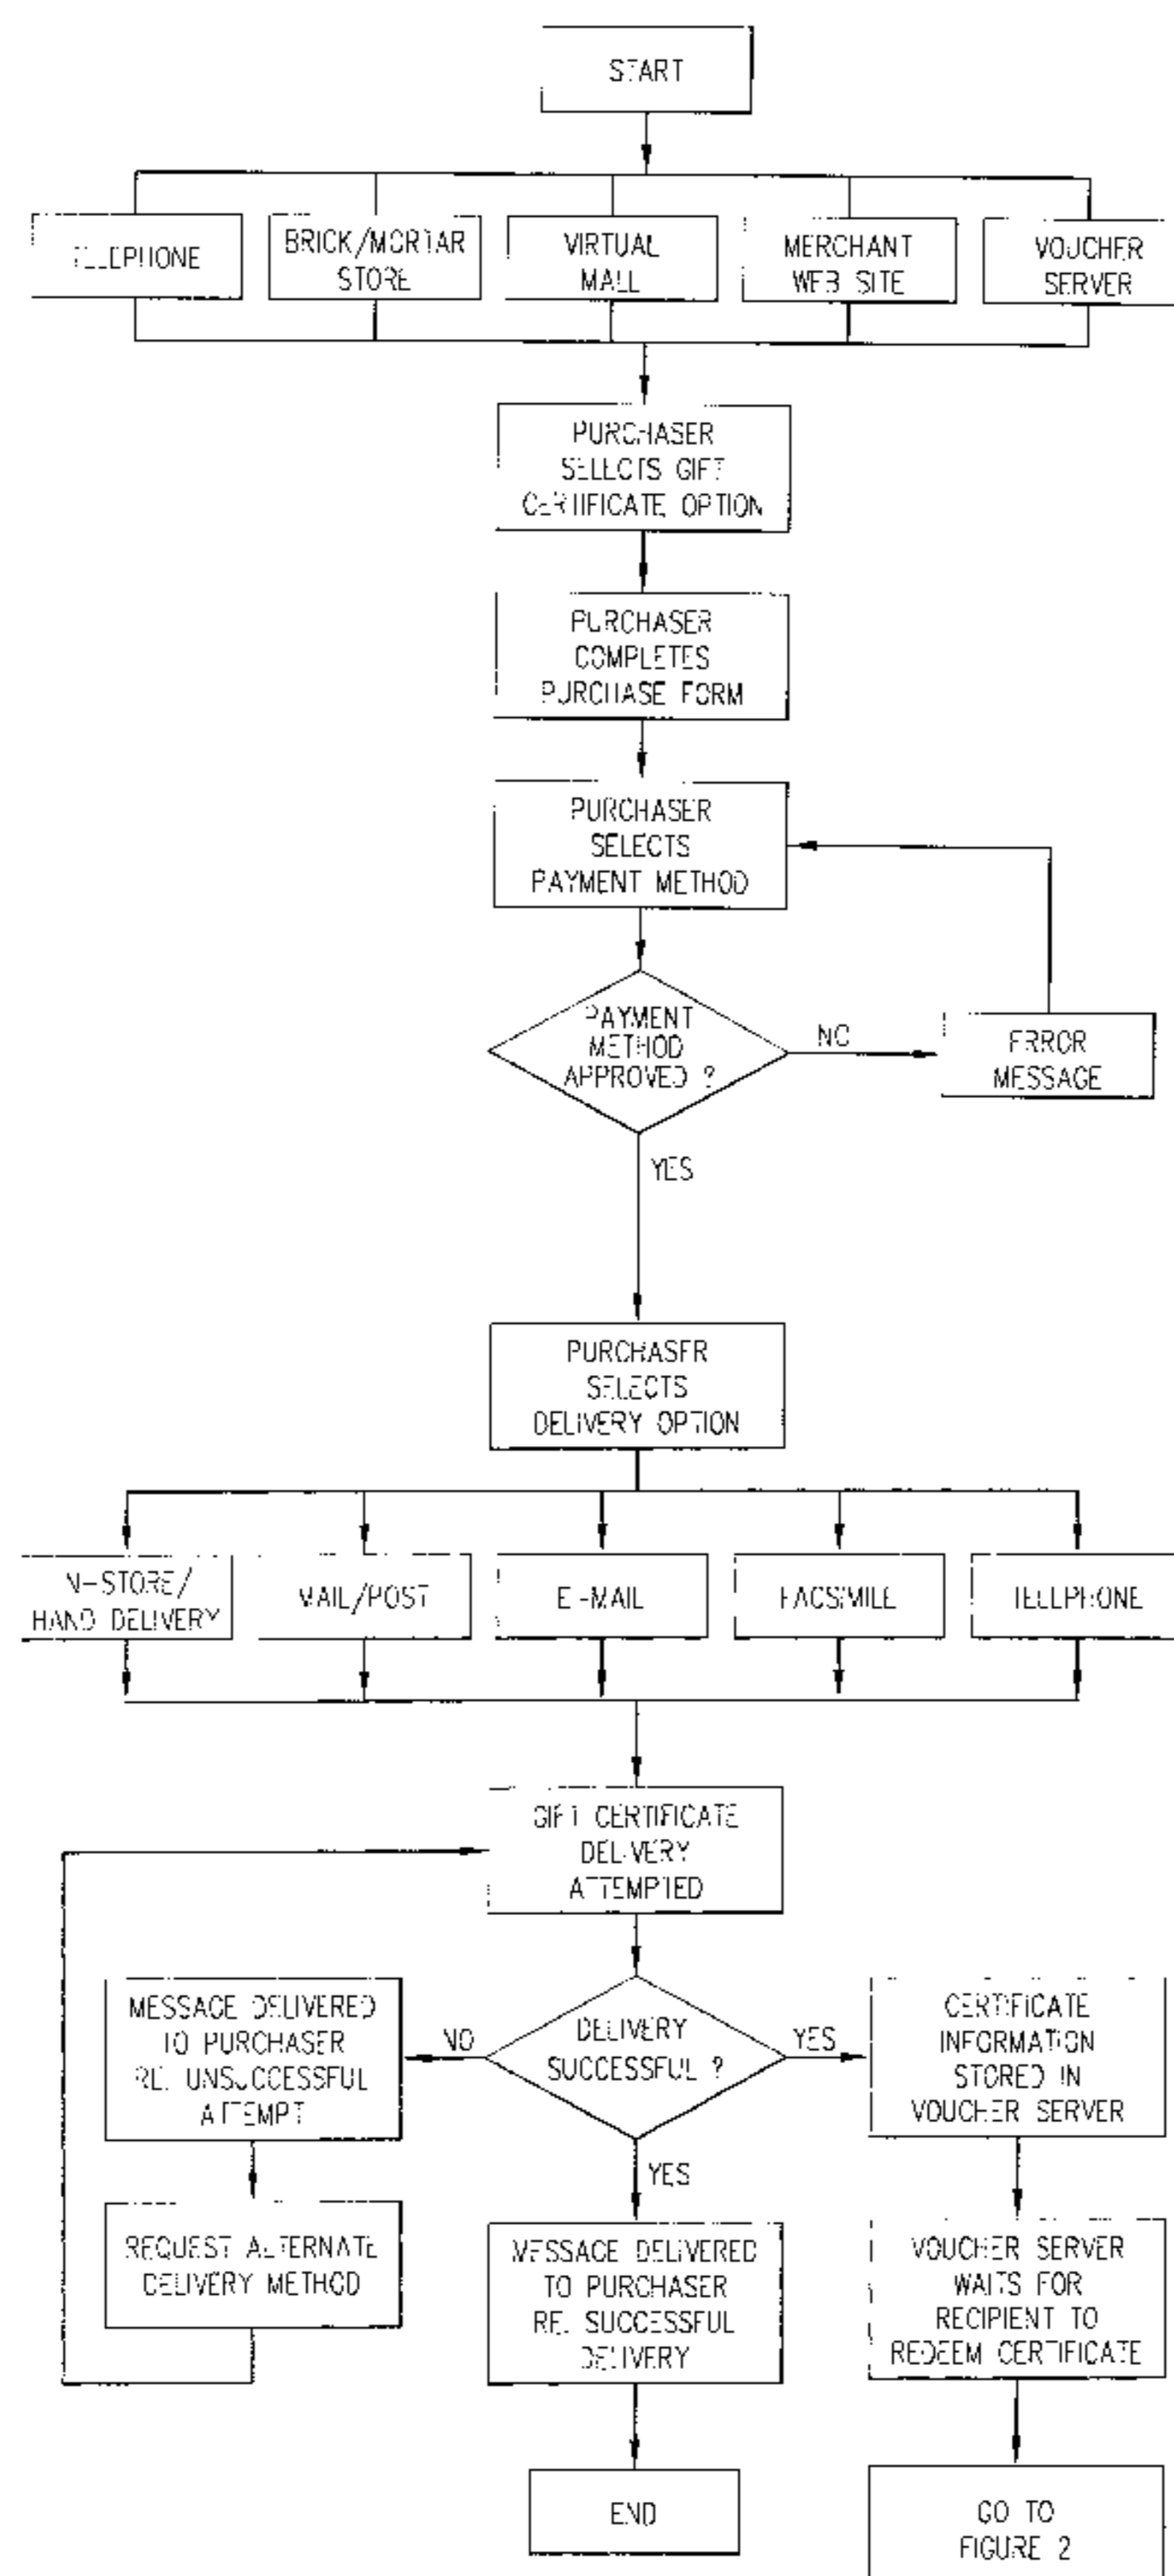 START
TELEPHONE
BRICK/MORTAR
STORE
VIRTUAL
MALL
MERCHANT
WEB SITE
VOUCHER
SERVER
PURCHASER
SELECTS GIFT
CERTIFICATE OPTION
PURCHASER
COMPLETES
PURCHASE FORM
PURCHASER
SELECTS
PAYMENT METHOD
PAYMENT
METHOD
APPROVED ?
NO
ERROR
MESSAGE
YES
PURCHASER
SELECTS
DELIVERY OPTION
IN-STORE/
HAND DELIVERY
MAIL/POST
E-MAIL
FACSIMILE
TELEPHONE
GIFT CERTIFICATE
DELIVERY
ATTEMPTED
MESSAGE DELIVERED
TO PURCHASER
RE. UNSUCCESSFUL
ATTEMPT
NO
DELIVERY
SUCCESSFUL ?
YES
CERTIFICATE
INFORMATION
STORED IN
VOUCHER SERVER
YES
REQUEST ALTERNATE
DELIVERY METHOD
MESSAGE DELIVERED
TO PURCHASER
RE. SUCCESSFUL
DELIVERY
VOUCHER SERVER
WAITS FOR
RECIPIENT TO
REDEEM CERTIFICATE
END
GO TO
FIGURE 2